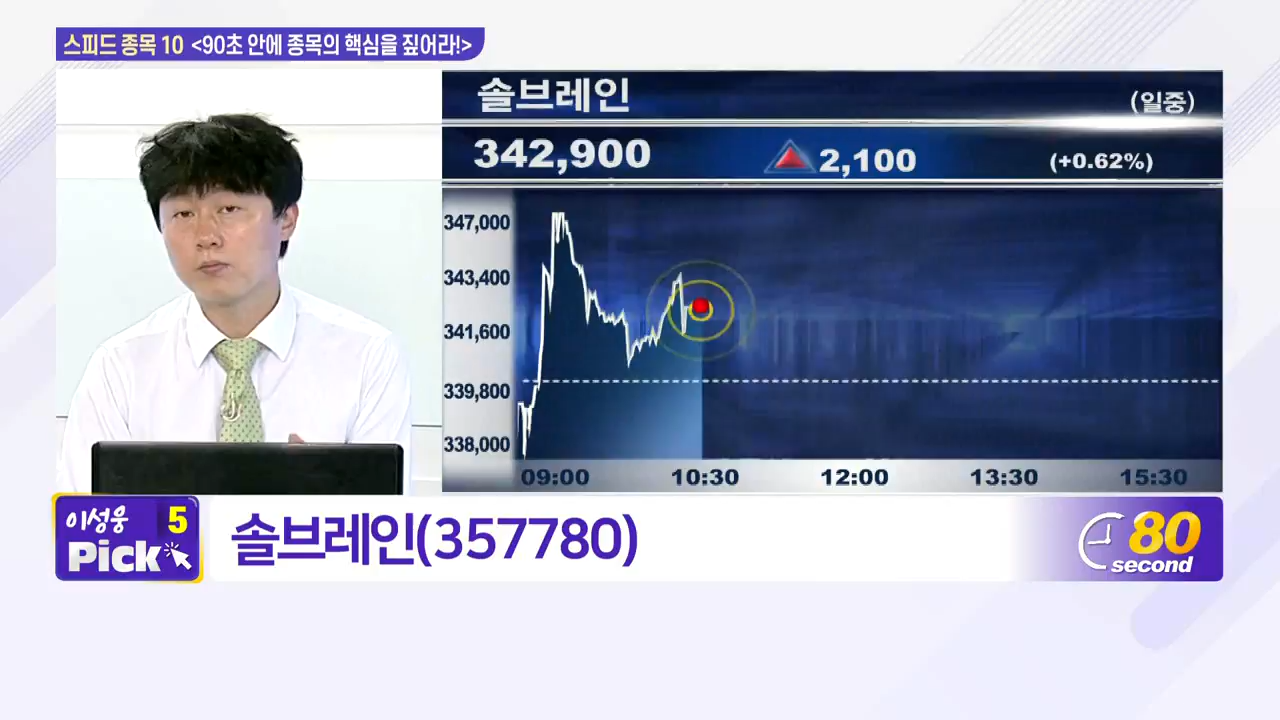 스피드 종목 10 <90초 안에 종목의 핵심을 짚어라!>
솔브레인
(일중)
342,900 ▲ 2,100 (+0.62%)
347,000
343,400
341,600
339,800
338,000
09:00 10:30 12:00 13:30 15:30
이성웅 5
Pick
솔브레인(357780)
80
second